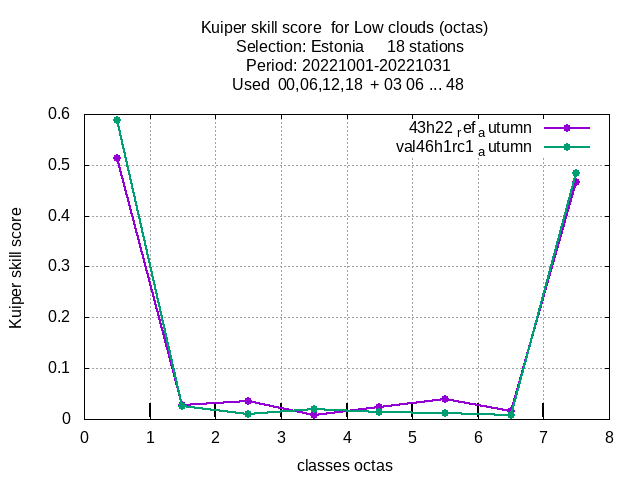 Kuiper skill score for Low clouds (octas)
Selection: Estonia 18 stations
Period: 20221001-20221031
Used 00,06,12,18 + 03 06 ... 48
43h22 ref autumn
val46h1rc1 autumn
Kuiper skill score
0.6
0.5
0.4
0.3
0.2
0.1
0
0 1 2 3 4 5 6 7 8
classes octas